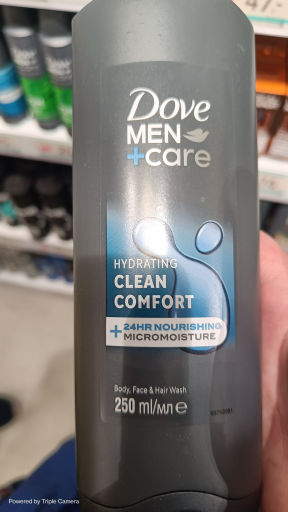 Dove
MEN
+care
HYDRATING
CLEAN
COMFORT
+ 24HR NOURISHING
MICROMOISTURE
Body, Face & Hair Wash
250 ml/мл e
Powered by Triple Camera